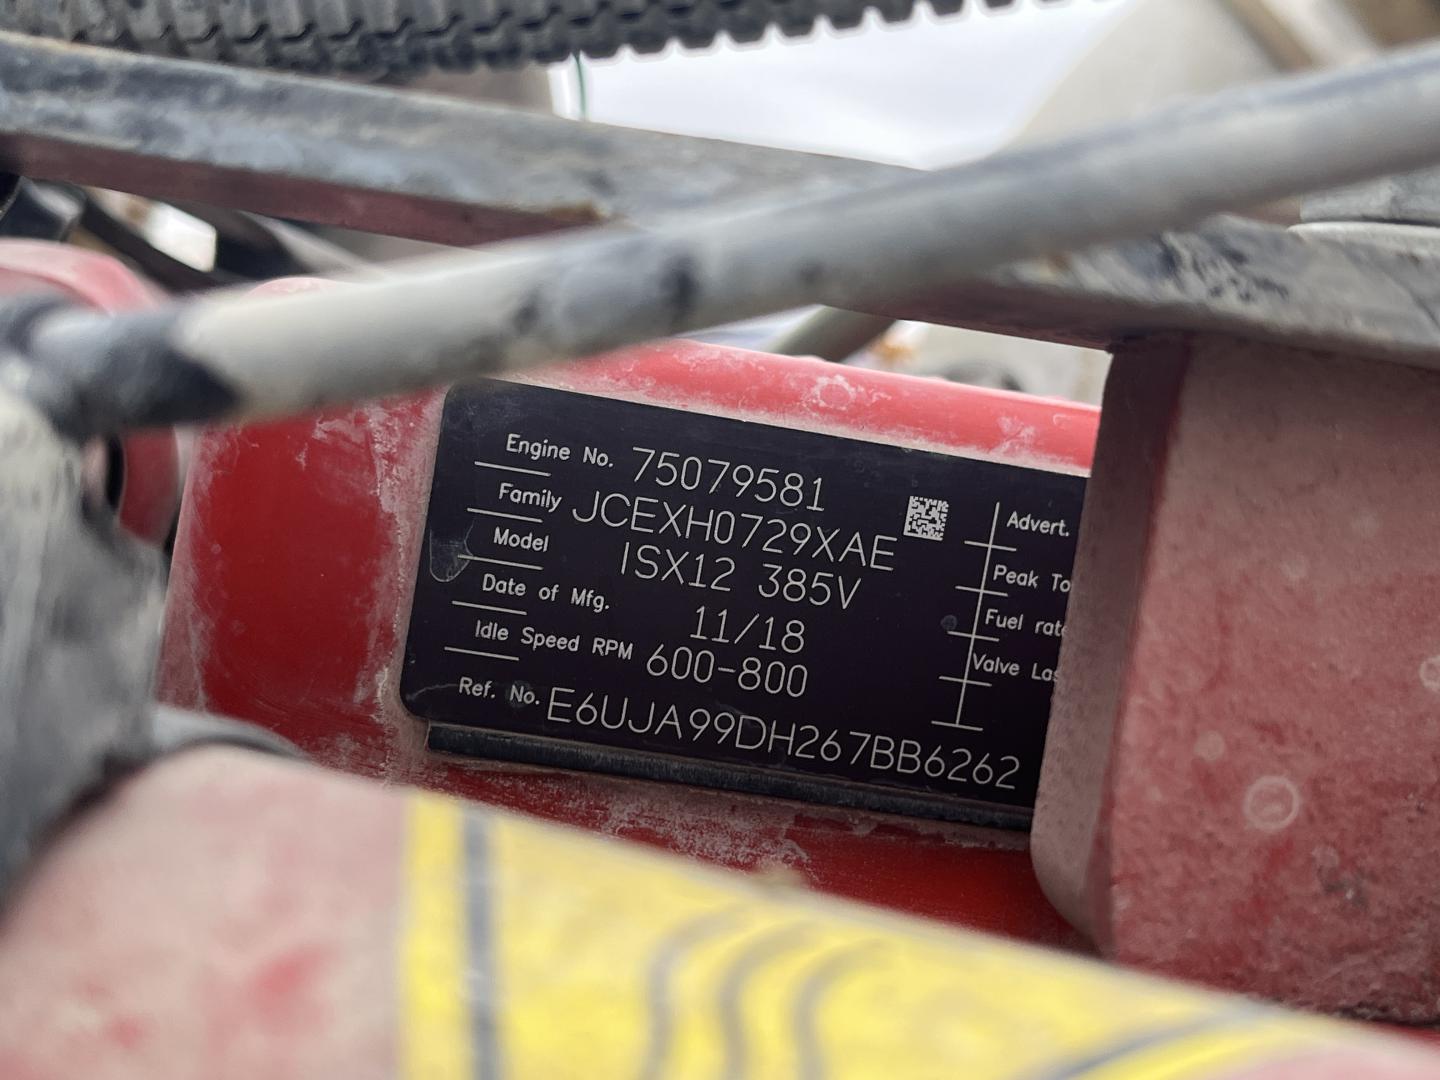 Engine No. 75079581
Family JCEXH0729XAE
Model ISX12 385V
Date of Mfg. 11/18
Idle Speed RPM 600-800
Ref. No. E6UJA99DH267BB6262
Advert.
Peak To
Fuel rate
Valve Las